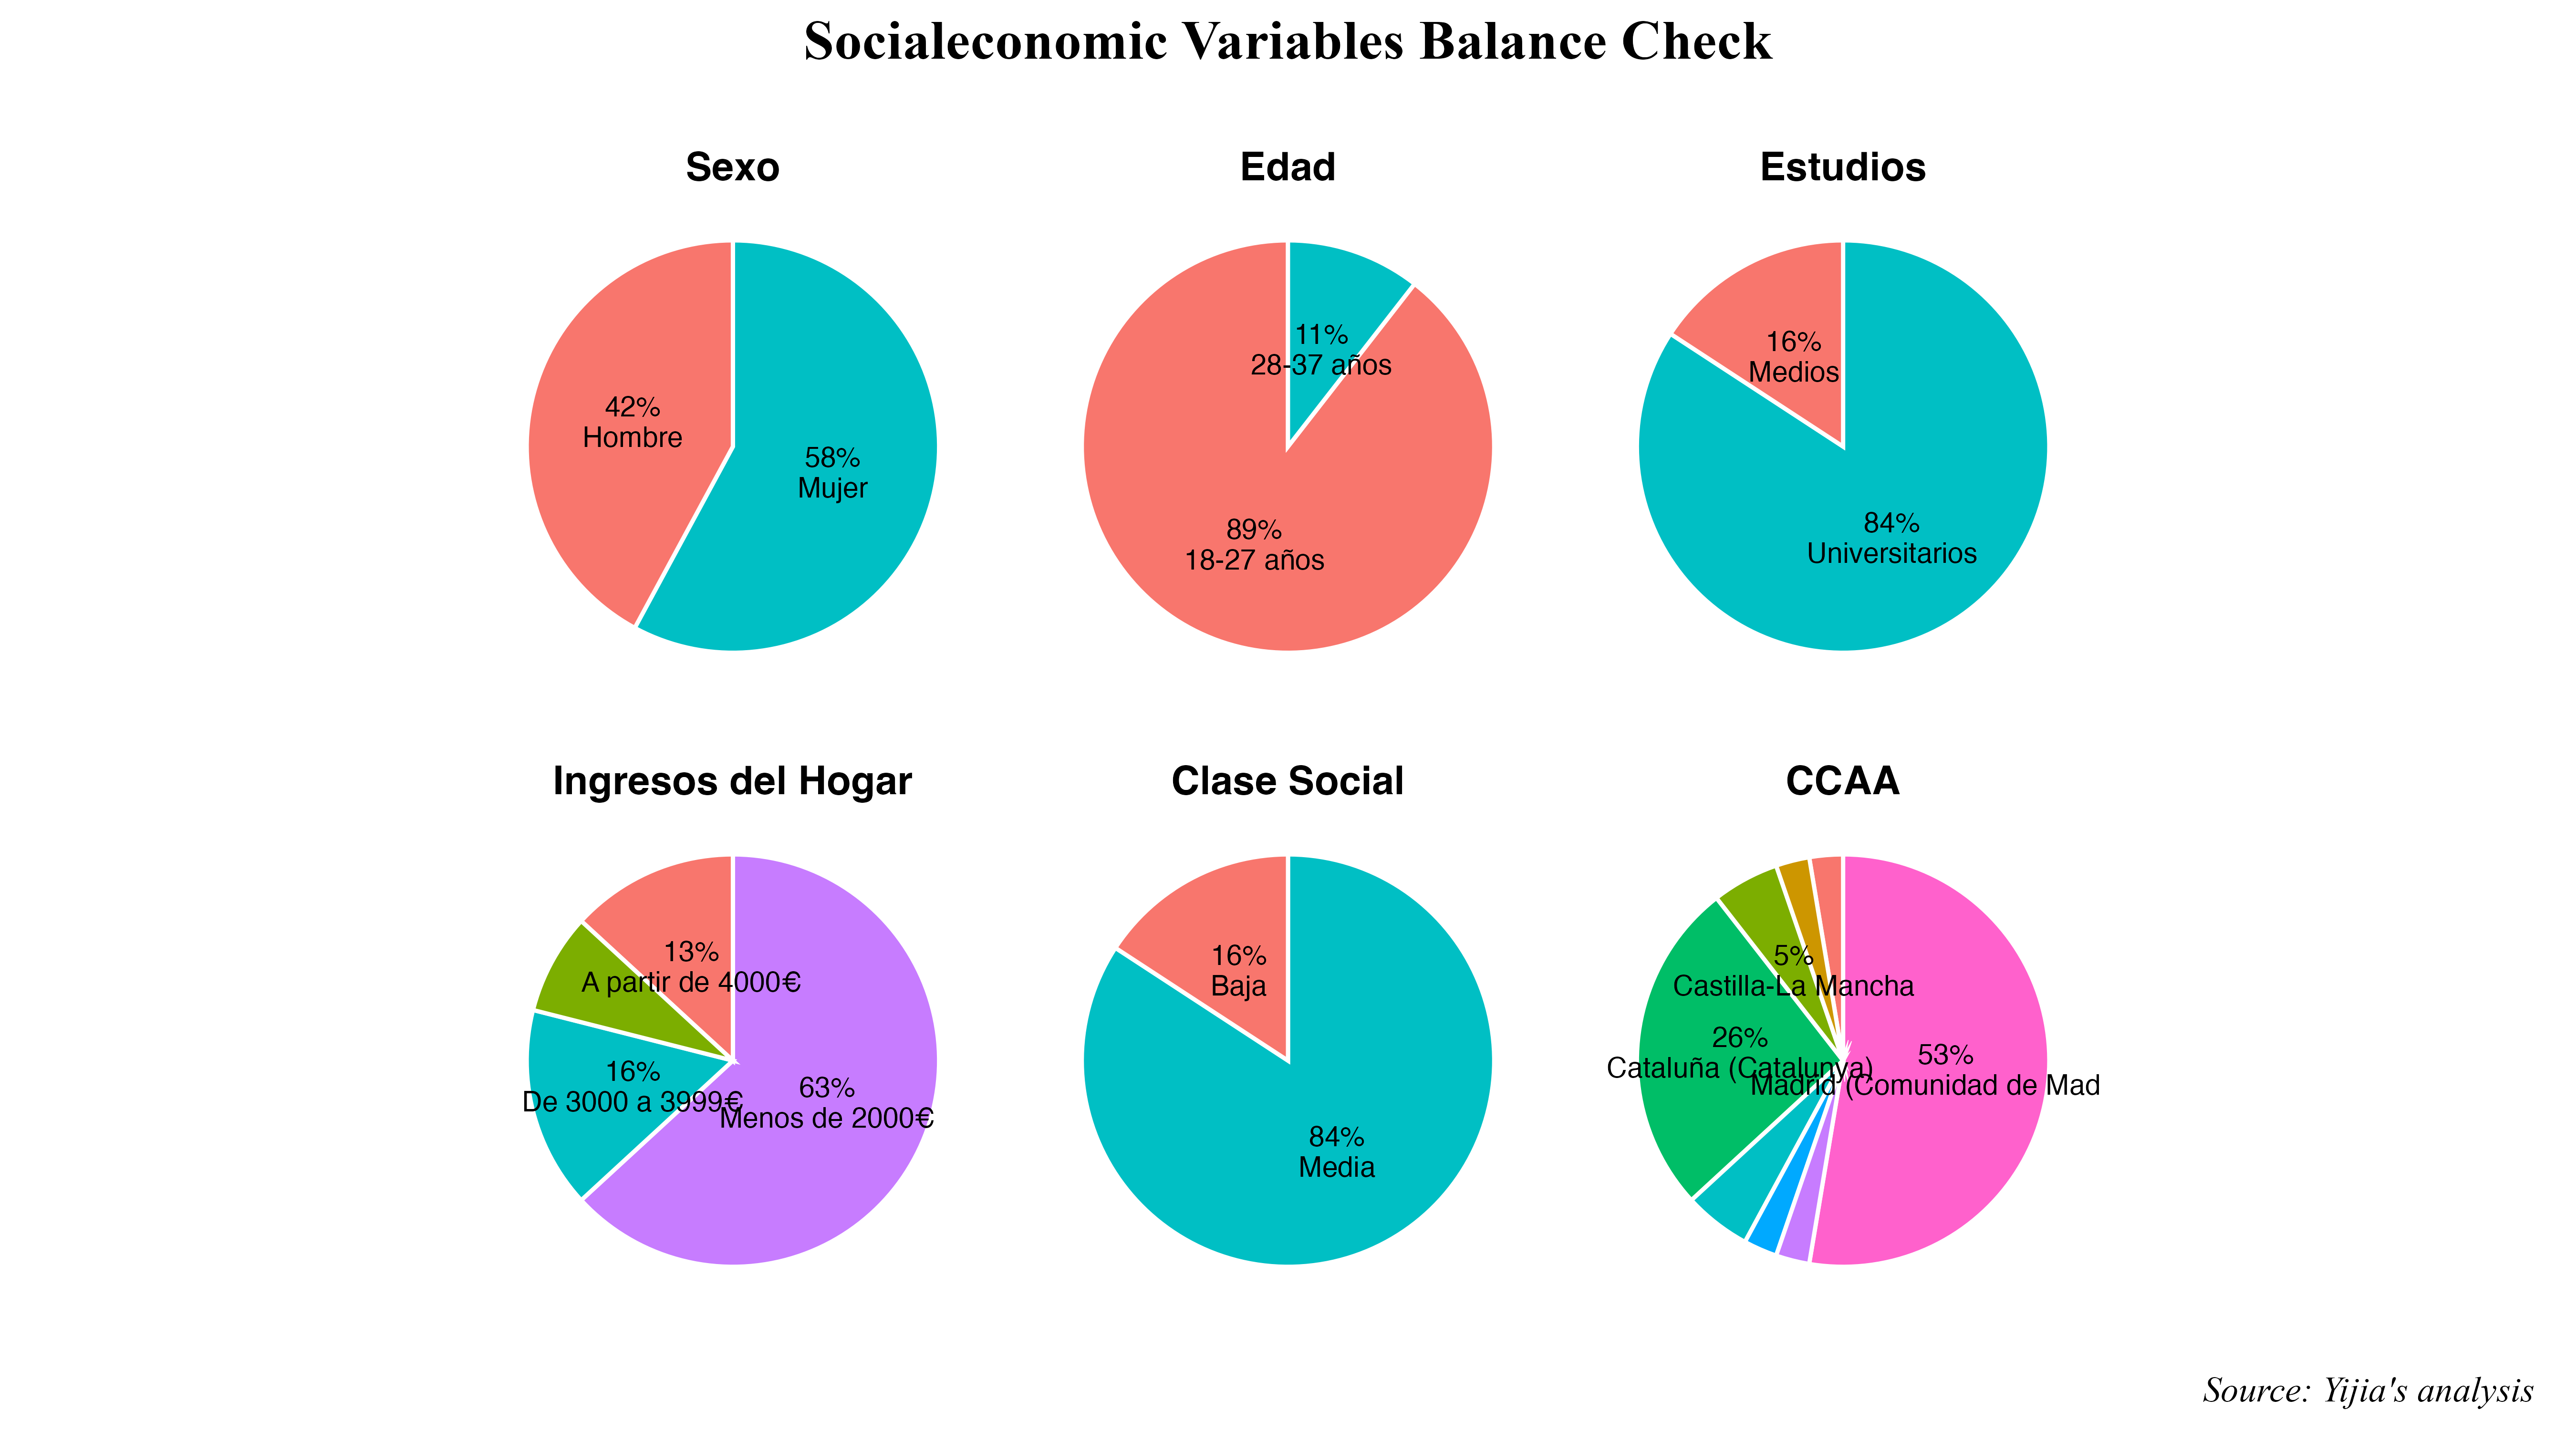 Socialeconomic Variables Balance Check
Sexo
42%
Hombre
58%
Mujer
Edad
11%
28-37 años
89%
18-27 años
Estudios
16%
Medios
84%
Universitarios
Ingresos del Hogar
13%
A partir de 4000€
16%
De 3000 a 3999€
63%
Menos de 2000€
Clase Social
16%
Baja
84%
Media
CCAA
5%
Castilla-La Mancha
26%
Cataluña (Catalunya)
53%
Madrid (Comunidad de Mad
Source: Yijia's analysis